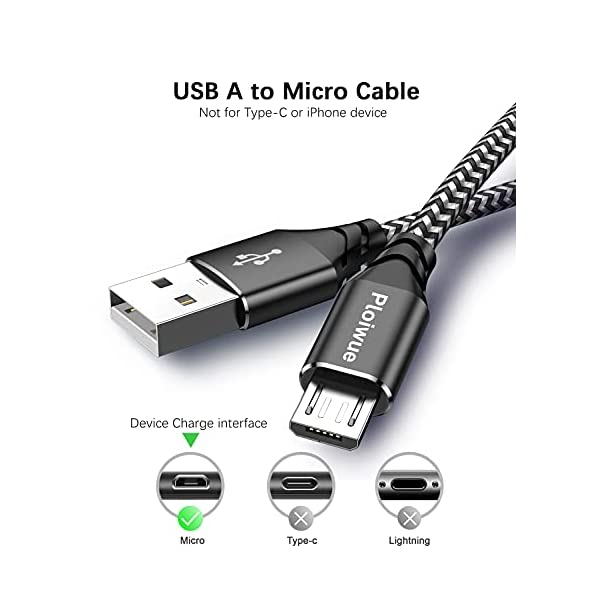 USB A to Micro Cable
Not for Type-C or iPhone device
Ploiwue
Device Charge interface
Micro
Type-c
Lightning